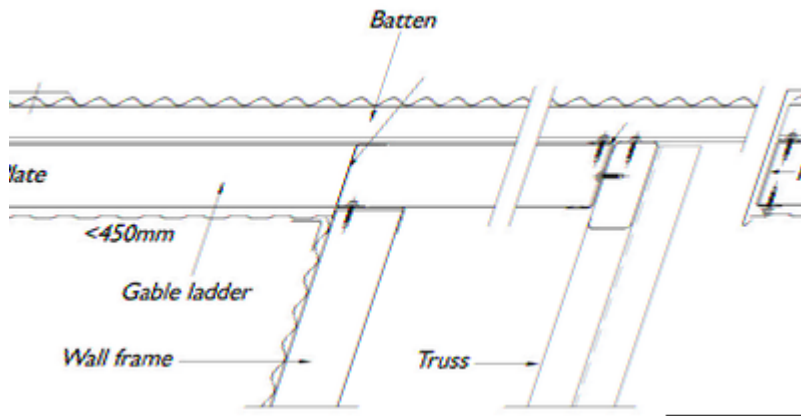 Batten
late
<450mm
Gable ladder
Wall frame
Truss